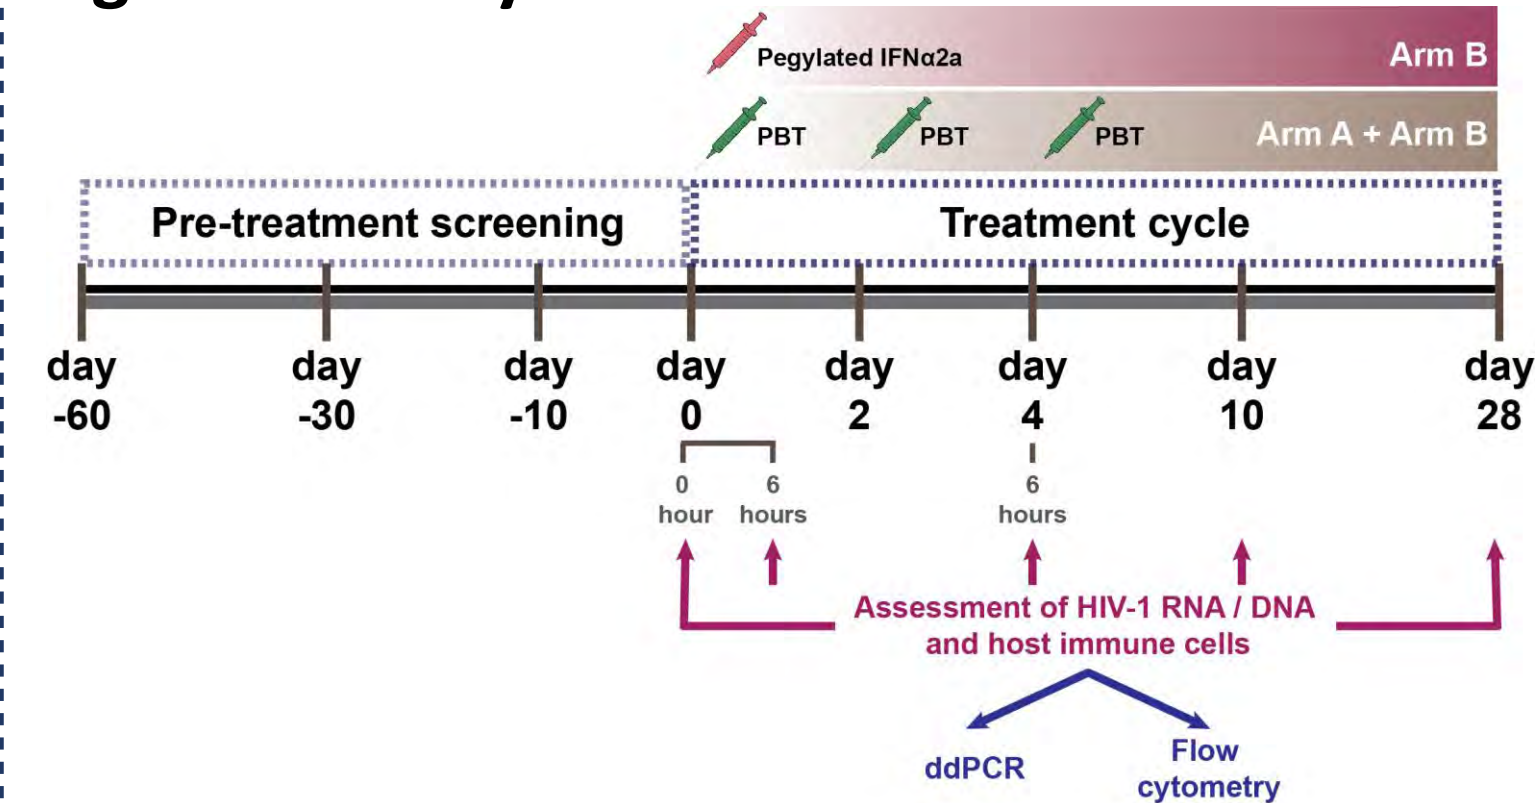 Pegylated IFNα2a
Arm B
PBT
PBT
PBT
Arm A + Arm B
Pre-treatment screening
Treatment cycle
day
-60
day
-30
day
-10
day
0
day
2
day
4
day
10
day
28
0
hour
6
hours
6
hours
Assessment of HIV-1 RNA / DNA
and host immune cells
ddPCR
Flow
cytometry